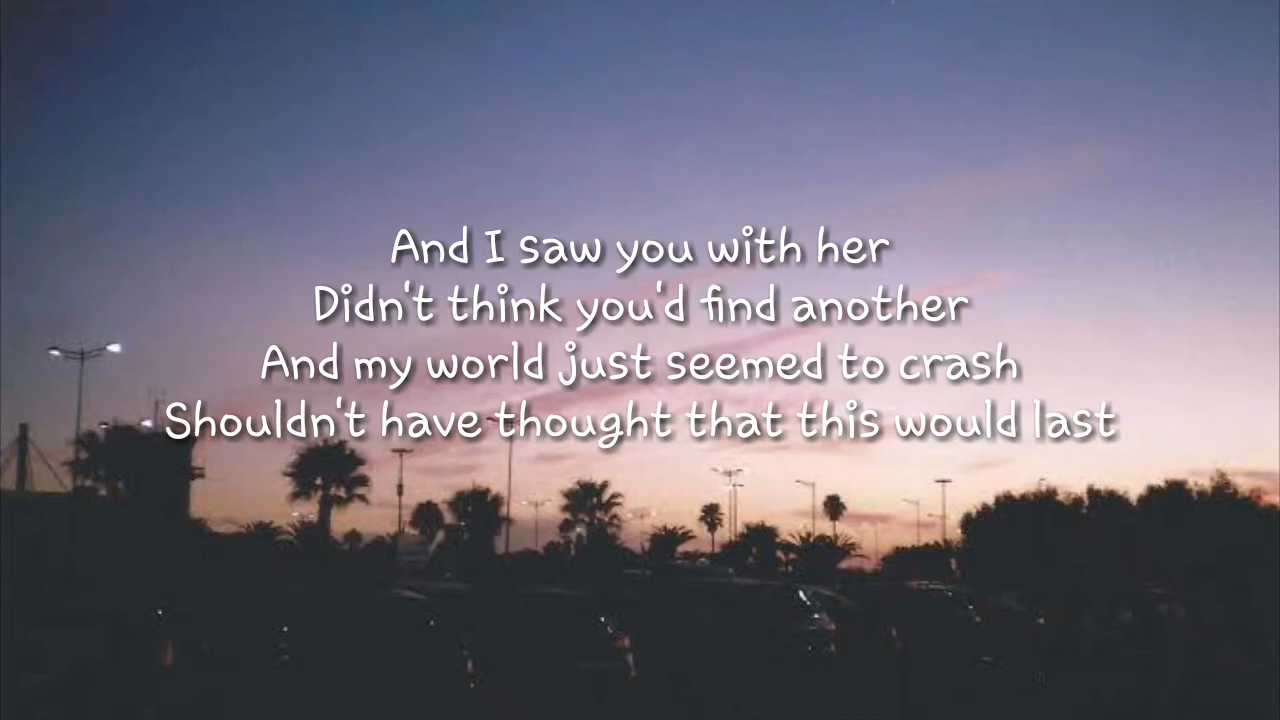 And I saw you with her
Didn't think you'd find another
And my world just seemed to crash
Shouldn't have thought that this would last